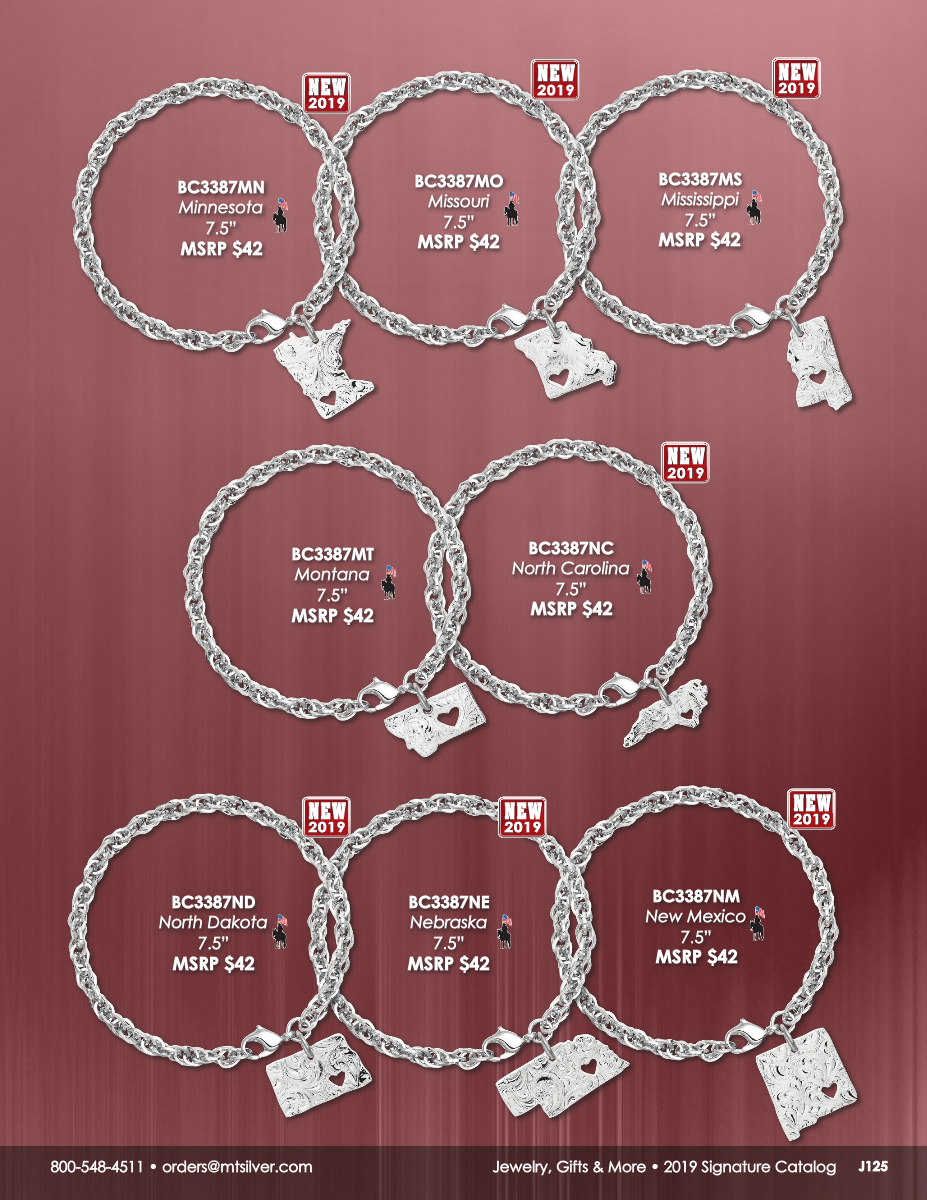 NEW
2019
NEW
2019
NEW
2019
BC3387MN
Minnesota
7.5"
MSRP $42
BC3387MO
Missouri
7.5"
MSRP $42
BC3387MS
Mississippi
7.5"
MSRP $42
NEW
2019
BC3387MT
Montana
7.5"
MSRP $42
BC3387NC
North Carolina
7.5"
MSRP $42
NEW
2019
NEW
2019
NEW
2019
BC3387ND
North Dakota
7.5"
MSRP $42
BC3387NE
Nebraska
7.5"
MSRP $42
BC3387NM
New Mexico
7.5"
MSRP $42
800-548-4511 • orders@mtsilver.com
Jewelry, Gifts & More • 2019 Signature Catalog J125